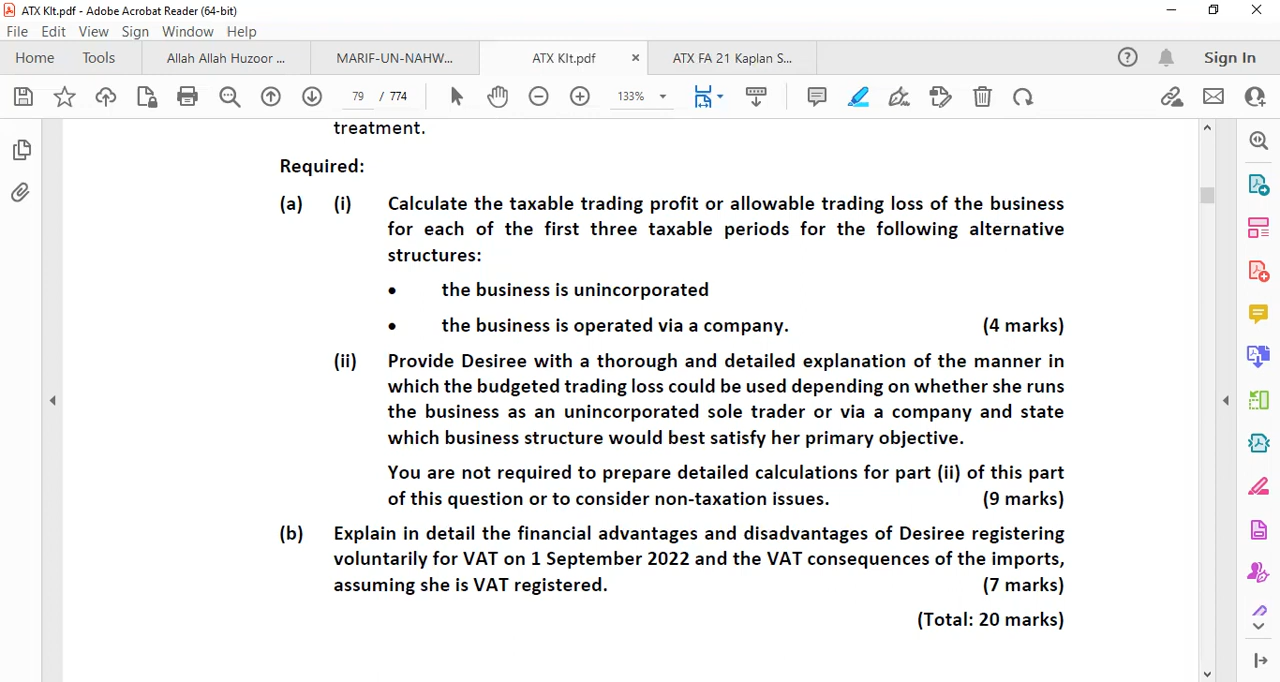 ATX KIt.pdf - Adobe Acrobat Reader (64-bit)
File Edit View Sign Window Help
Home Tools Allah Allah Huzoor ... MARIF-UN-NAHW... ATX KIt.pdf × ATX FA 21 Kaplan S... Sign In
79 / 774 133%
treatment.
Required:
(a) (i) Calculate the taxable trading profit or allowable trading loss of the business
for each of the first three taxable periods for the following alternative
structures:
• the business is unincorporated
• the business is operated via a company. (4 marks)
(ii) Provide Desiree with a thorough and detailed explanation of the manner in
which the budgeted trading loss could be used depending on whether she runs
the business as an unincorporated sole trader or via a company and state
which business structure would best satisfy her primary objective.
You are not required to prepare detailed calculations for part (ii) of this part
of this question or to consider non-taxation issues. (9 marks)
(b) Explain in detail the financial advantages and disadvantages of Desiree registering
voluntarily for VAT on 1 September 2022 and the VAT consequences of the imports,
assuming she is VAT registered. (7 marks)
(Total: 20 marks)